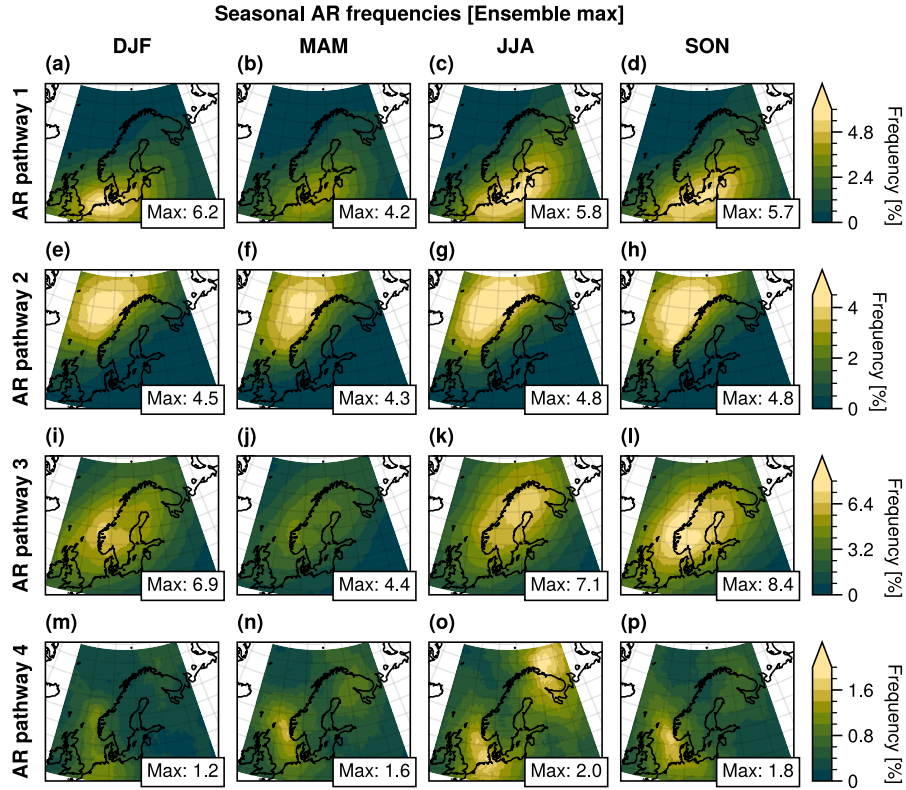 Seasonal AR frequencies [Ensemble max]
DJF
MAM
JJA
SON
(a)
(b)
(c)
(d)
AR pathway 1
Max: 6.2
Max: 4.2
Max: 5.8
Max: 5.7
4.8
2.4
0
Frequency [%]
(e)
(f)
(g)
(h)
AR pathway 2
Max: 4.5
Max: 4.3
Max: 4.8
Max: 4.8
4
2
0
Frequency [%]
(i)
(j)
(k)
(l)
AR pathway 3
Max: 6.9
Max: 4.4
Max: 7.1
Max: 8.4
6.4
3.2
0
Frequency [%]
(m)
(n)
(o)
(p)
AR pathway 4
Max: 1.2
Max: 1.6
Max: 2.0
Max: 1.8
1.6
0.8
0
Frequency [%]